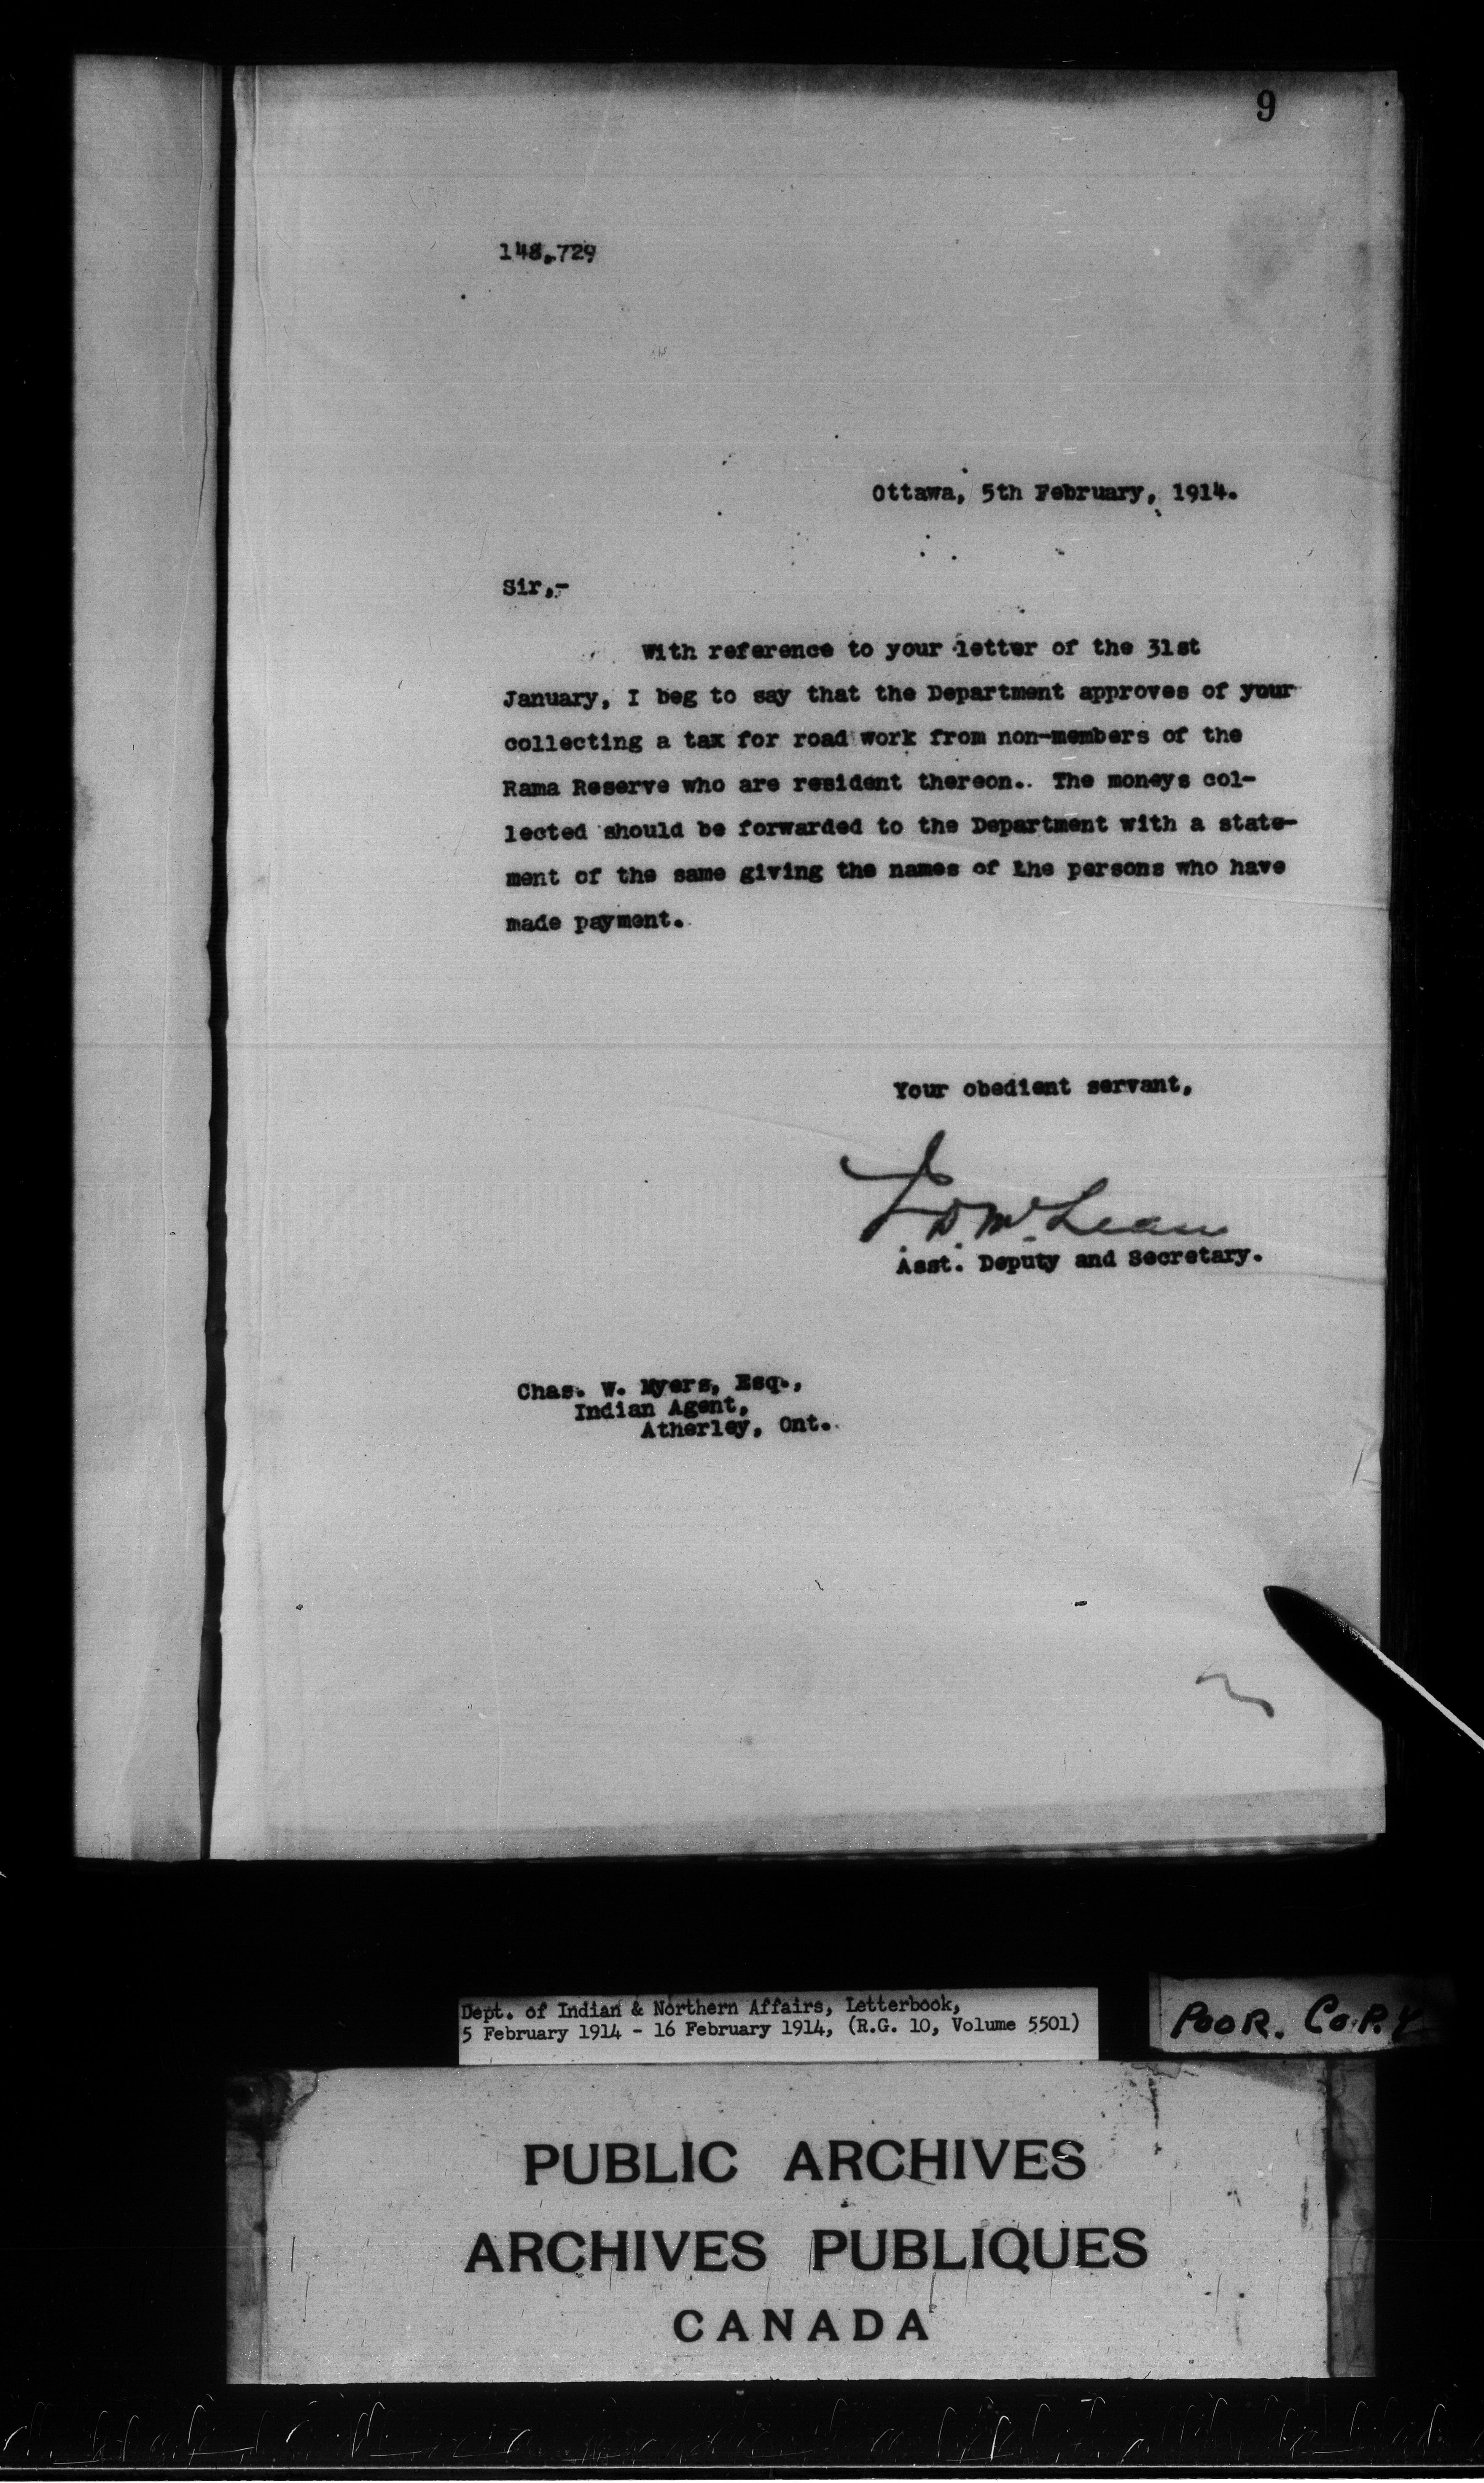 9
148,729
Ottawa, 5th February, 1914.
Sir,-
With reference to your letter of the 31st
January, I beg to say that the Department approves of your
collecting a tax for road work from non-members of the
Rama Reserve who are resident thereon. The moneys col-
lected should be forwarded to the Department with a state-
ment of the same giving the names of the persons who have
made payment.
Your obedient servant,
J D McLean
Asst. Deputy and Secretary.
Chas. W. Myers, Esq.,
Indian Agent,
Atherley, Ont.
Dept. of Indian & Northern Affairs, Letterbook,
5 February 1914 - 16 February 1914, (R.G. 10, Volume 5501)
POOR. COPY
PUBLIC ARCHIVES
ARCHIVES PUBLIQUES
CANADA